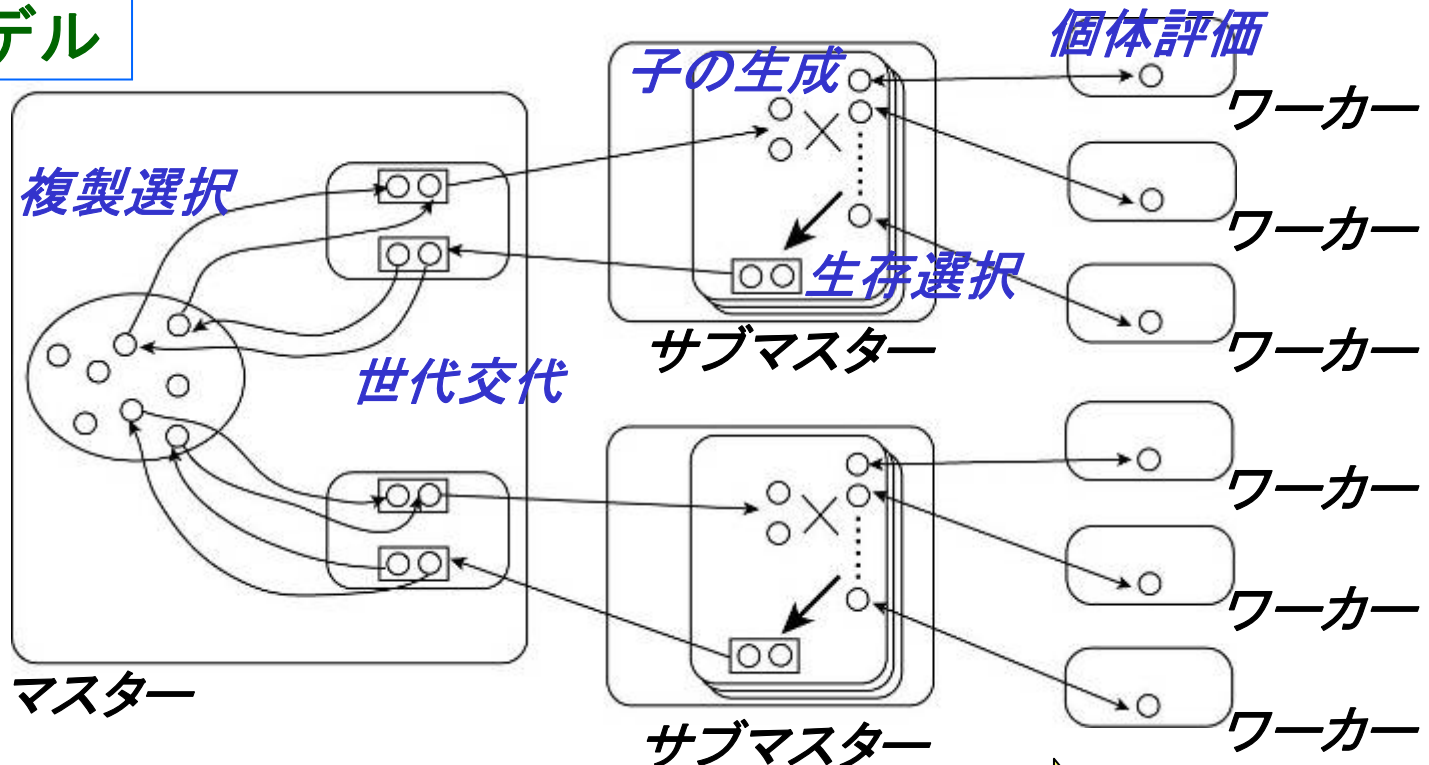 デル
個体評価
子の生成
ワーカー
複製選択
ワーカー
生存選択
サブマスター
ワーカー
世代交代
ワーカー
ワーカー
マスター
サブマスター
ワーカー